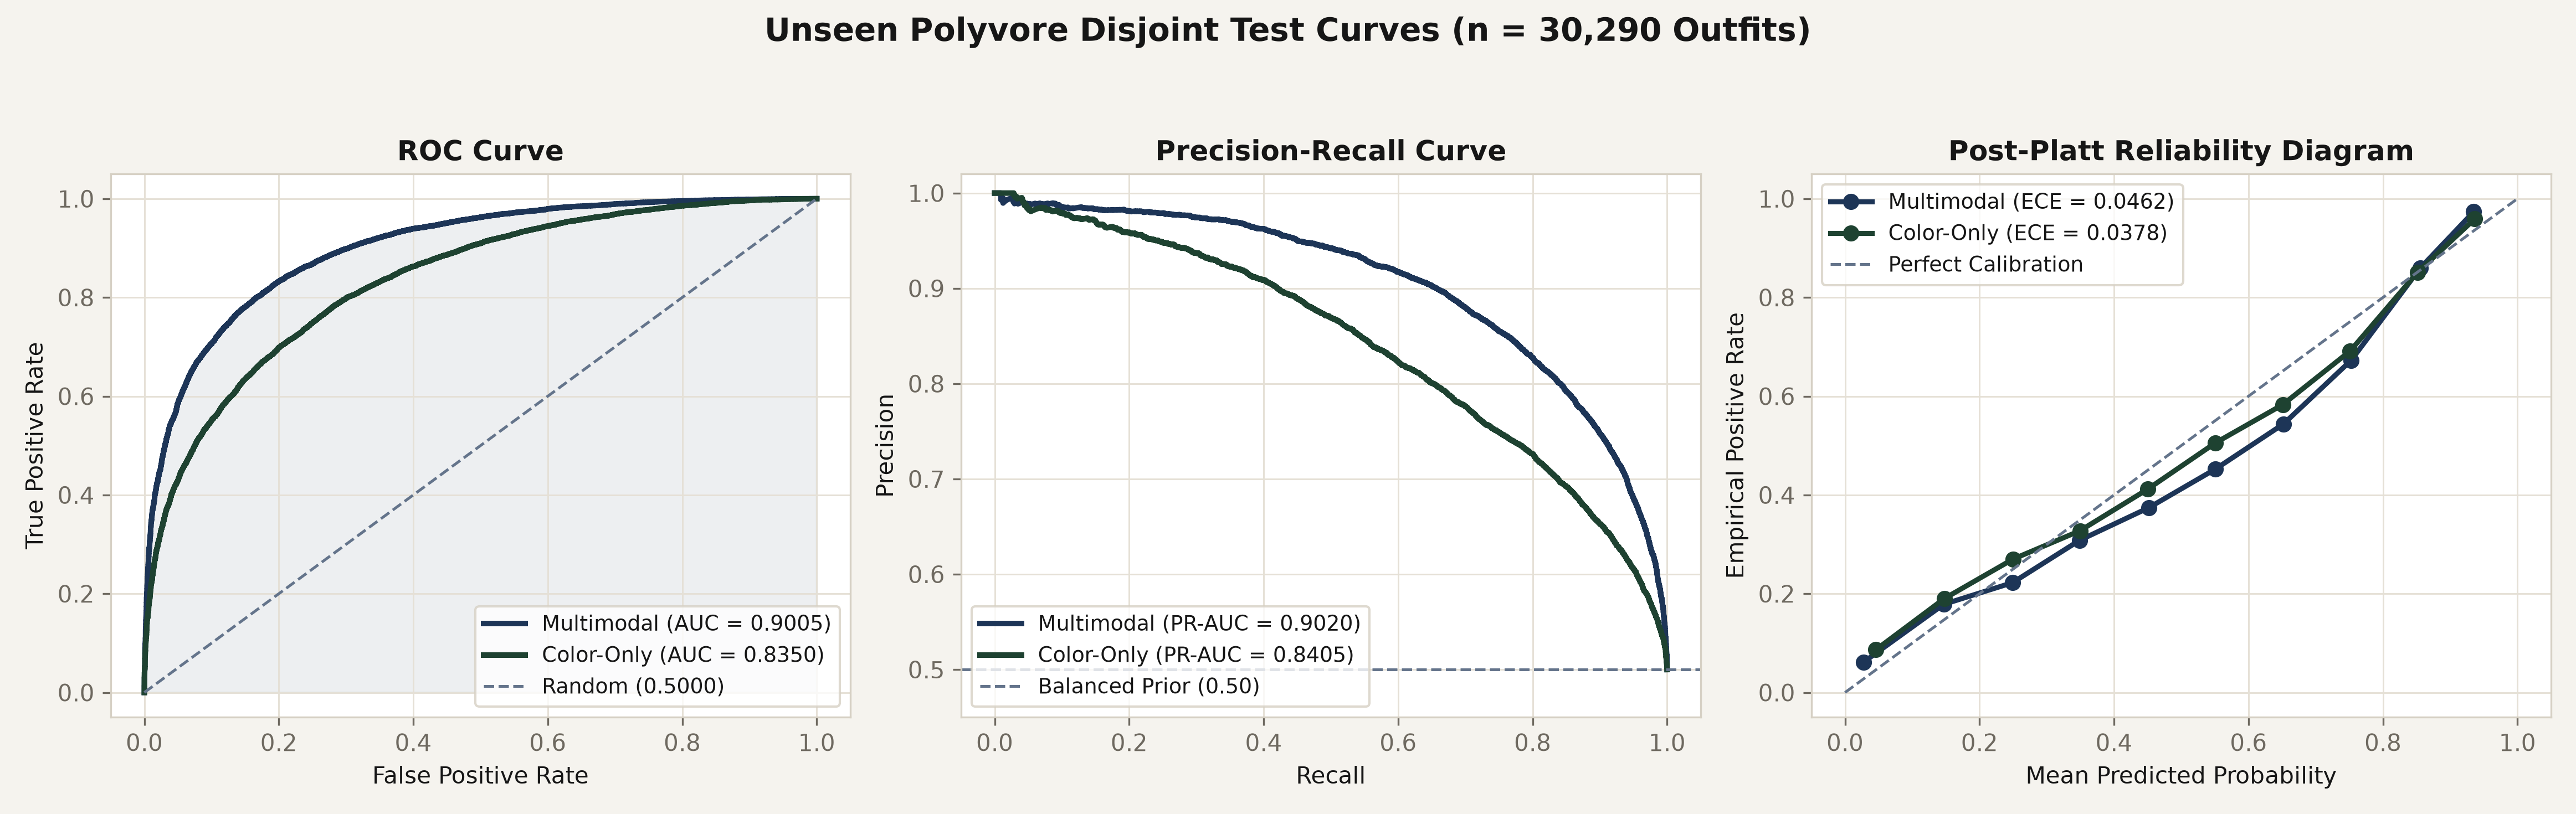 Unseen Polyvore Disjoint Test Curves (n = 30,290 Outfits)
ROC Curve
True Positive Rate
1.0
0.8
0.6
0.4
0.2
0.0
Multimodal (AUC = 0.9005)
Color-Only (AUC = 0.8350)
Random (0.5000)
0.0 0.2 0.4 0.6 0.8 1.0
False Positive Rate
Precision-Recall Curve
Precision
1.0
0.9
0.8
0.7
0.6
0.5
Multimodal (PR-AUC = 0.9020)
Color-Only (PR-AUC = 0.8405)
Balanced Prior (0.50)
0.0 0.2 0.4 0.6 0.8 1.0
Recall
Post-Platt Reliability Diagram
Empirical Positive Rate
1.0
0.8
0.6
0.4
0.2
0.0
Multimodal (ECE = 0.0462)
Color-Only (ECE = 0.0378)
Perfect Calibration
0.0 0.2 0.4 0.6 0.8 1.0
Mean Predicted Probability